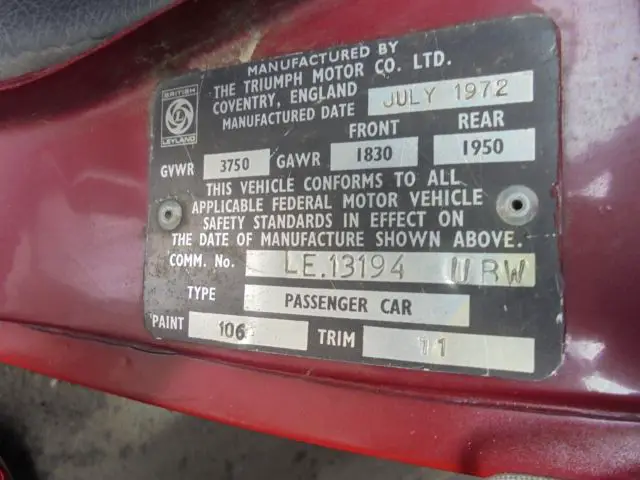 MANUFACTURED BY
THE TRIUMPH MOTOR CO. LTD.
COVENTRY, ENGLAND
MANUFACTURED DATE JULY 1972
BRITISH
LEYLAND
FRONT REAR
GVWR 3750 GAWR 1830 1950
THIS VEHICLE CONFORMS TO ALL
APPLICABLE FEDERAL MOTOR VEHICLE
SAFETY STANDARDS IN EFFECT ON
THE DATE OF MANUFACTURE SHOWN ABOVE.
COMM. No. LE.13194 UBW
TYPE PASSENGER CAR
PAINT 106 TRIM 11